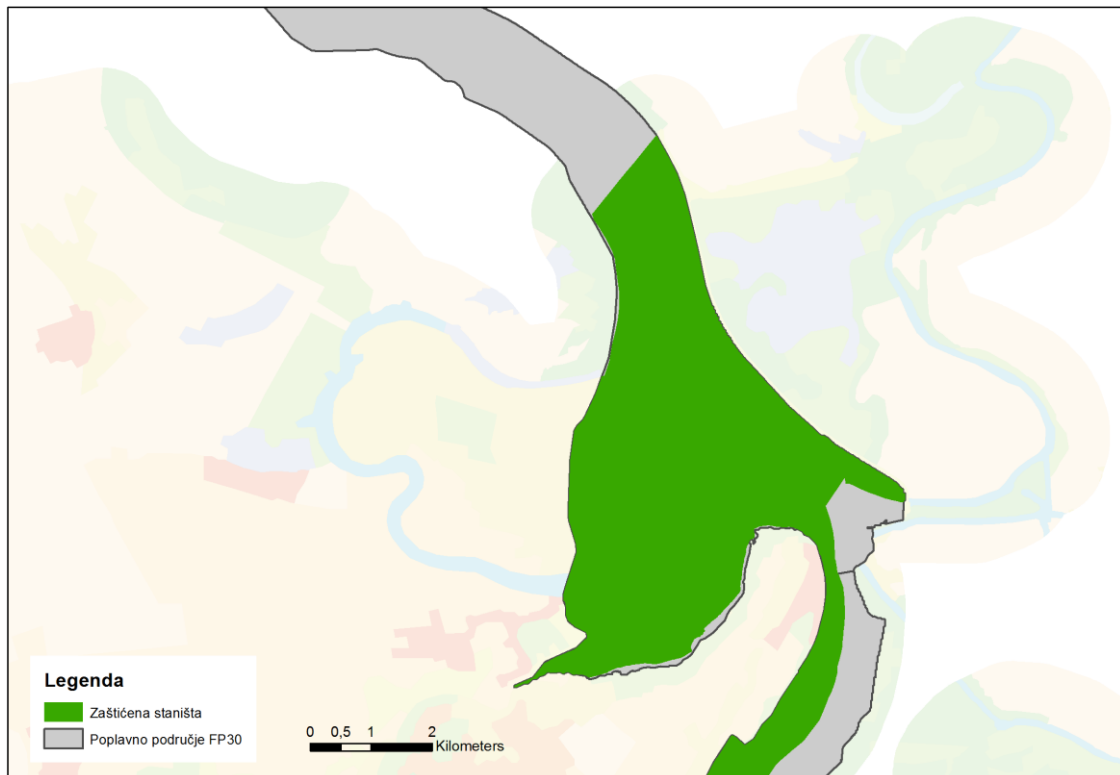 Legenda
Zaštićena staništa
Poplavno područje FP30
0 0,5 1 2
Kilometers